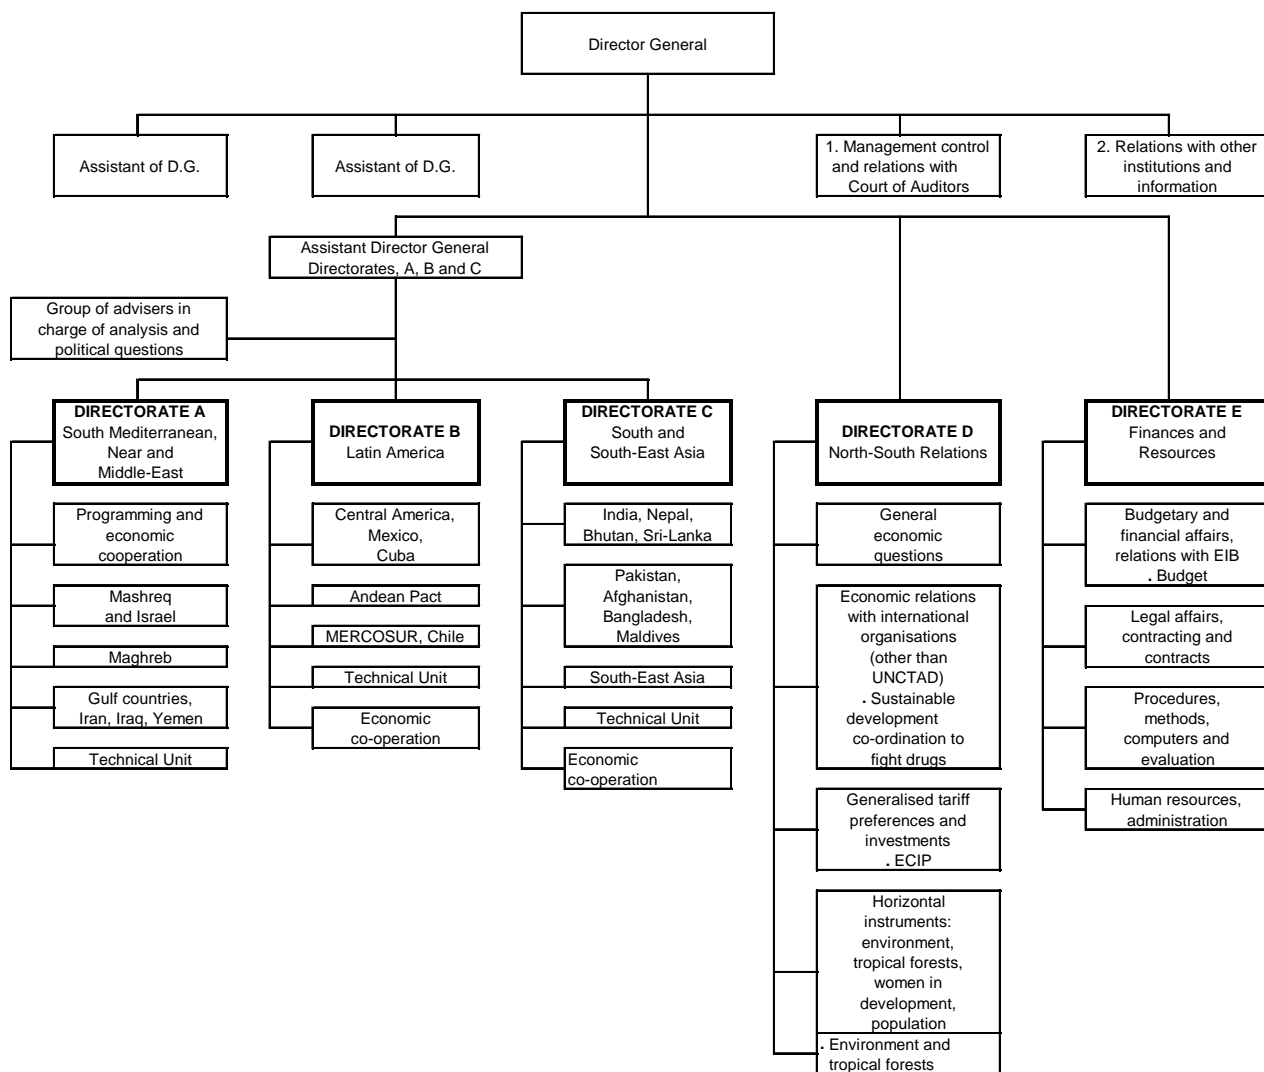 Director General
Assistant of D.G.
Assistant of D.G.
1. Management control
and relations with
Court of Auditors
2. Relations with other
institutions and
information
Assistant Director General
Directorates, A, B and C
Group of advisers in
charge of analysis and
political questions
DIRECTORATE A
South Mediterranean,
Near and
Middle-East
Programming and
economic
cooperation
Mashreq
and Israel
Maghreb
Gulf countries,
Iran, Iraq, Yemen
Technical Unit
DIRECTORATE B
Latin America
Central America,
Mexico,
Cuba
Andean Pact
MERCOSUR, Chile
Technical Unit
Economic
co-operation
DIRECTORATE C
South and
South-East Asia
India, Nepal,
Bhutan, Sri-Lanka
Pakistan,
Afghanistan,
Bangladesh,
Maldives
South-East Asia
Technical Unit
Economic
co-operation
DIRECTORATE D
North-South Relations
General
economic
questions
Economic relations
with international
organisations
(other than
UNCTAD)
. Sustainable
development
co-ordination to
fight drugs
Generalised tariff
preferences and
investments
. ECIP
Horizontal
instruments:
environment,
tropical forests,
women in
development,
population
. Environment and
tropical forests
DIRECTORATE E
Finances and
Resources
Budgetary and
financial affairs,
relations with EIB
. Budget
Legal affairs,
contracting and
contracts
Procedures,
methods,
computers and
evaluation
Human resources,
administration